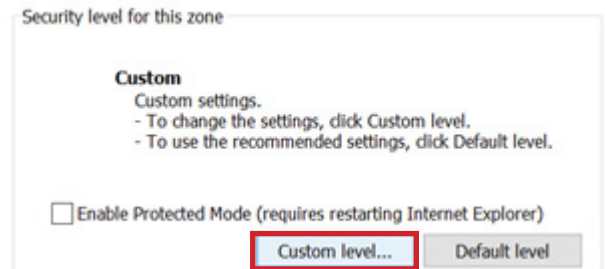 Security level for this zone
Custom
Custom settings.
- To change the settings, click Custom level.
- To use the recommended settings, click Default level.
Enable Protected Mode (requires restarting Internet Explorer)
Custom level... Default level